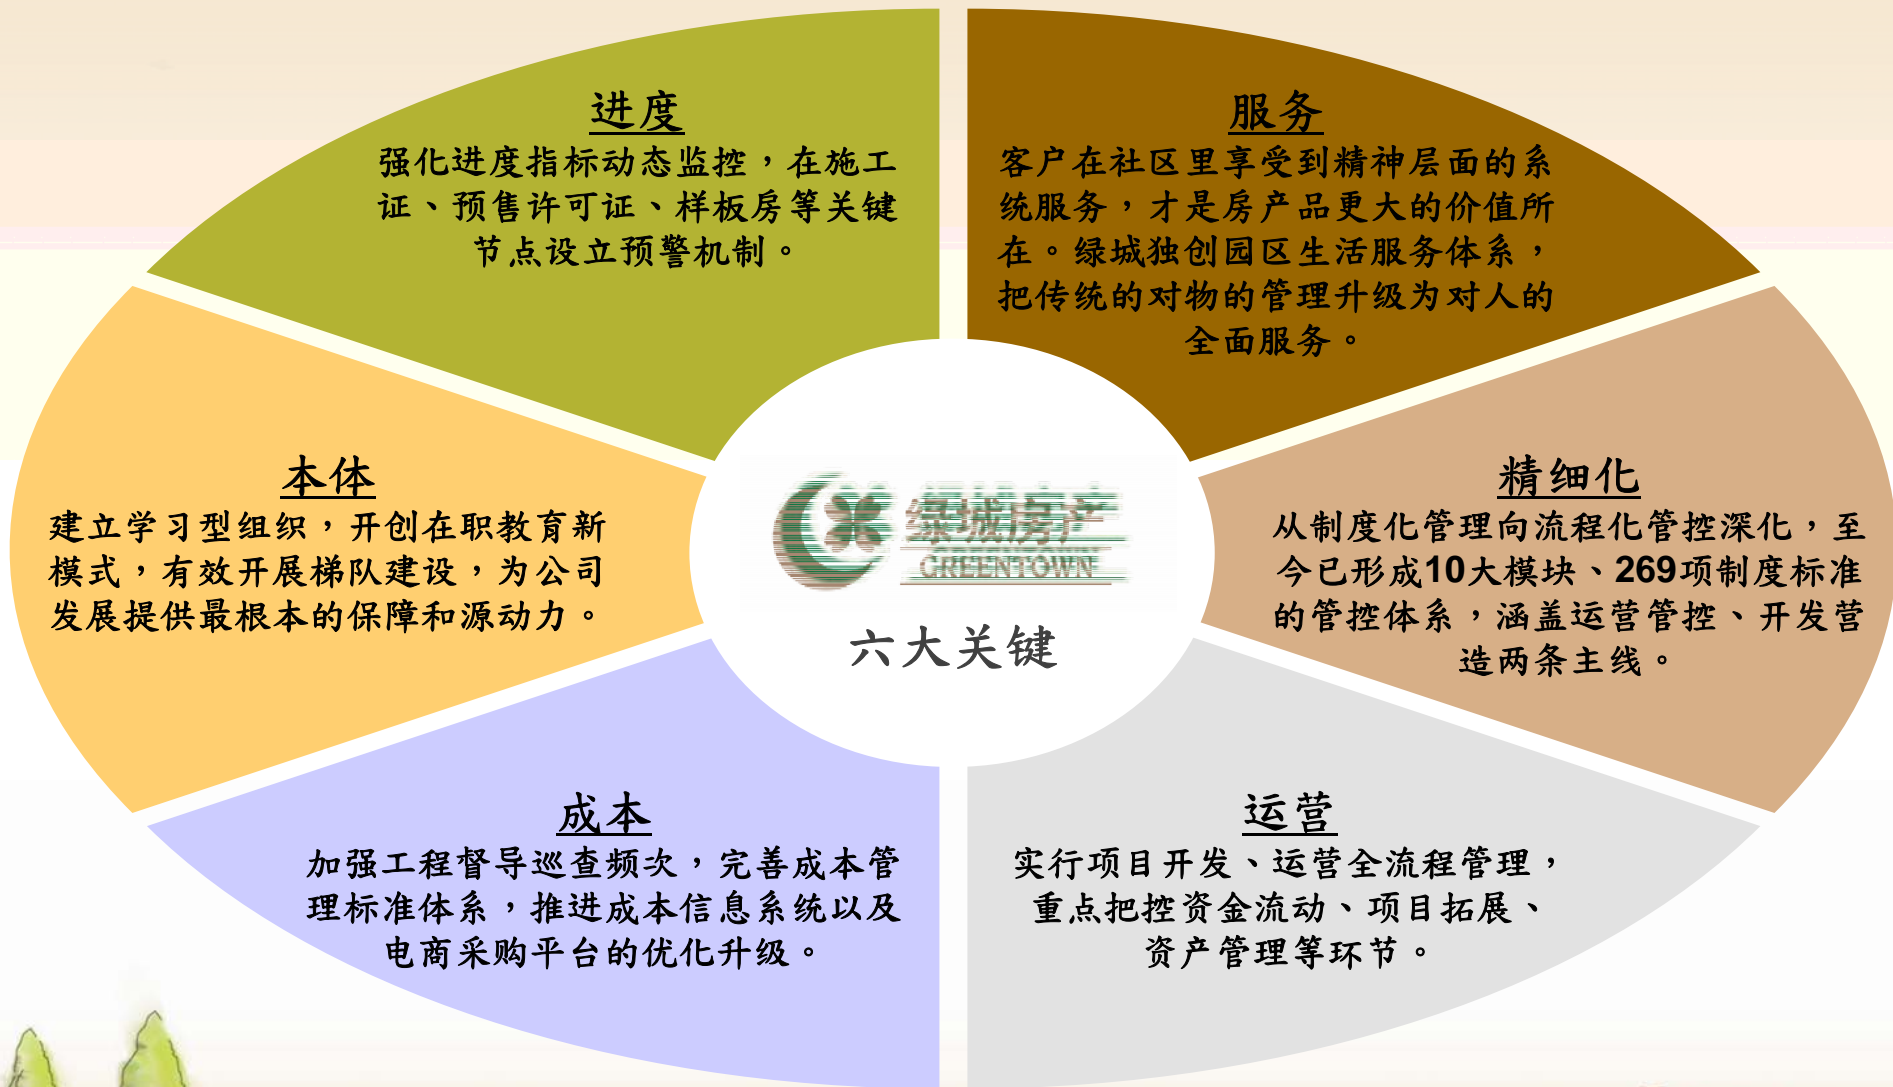 进度
强化进度指标动态监控，在施工
证、预售许可证、样板房等关键
节点设立预警机制。
服务
客户在社区里享受到精神层面的系
统服务，才是房产品更大的价值所
在。绿城独创园区生活服务体系，
把传统的对物的管理升级为对人的
全面服务。
本体
建立学习型组织，开创在职教育新
模式，有效开展梯队建设，为公司
发展提供最根本的保障和源动力。
绿城房产
GREENTOWN
六大关键
精细化
从制度化管理向流程化管控深化，至
今已形成10大模块、269项制度标准
的管控体系，涵盖运营管控、开发营
造两条主线。
成本
加强工程督导巡查频次，完善成本管
理标准体系，推进成本信息系统以及
电商采购平台的优化升级。
运营
实行项目开发、运营全流程管理，
重点把控资金流动、项目拓展、
资产管理等环节。